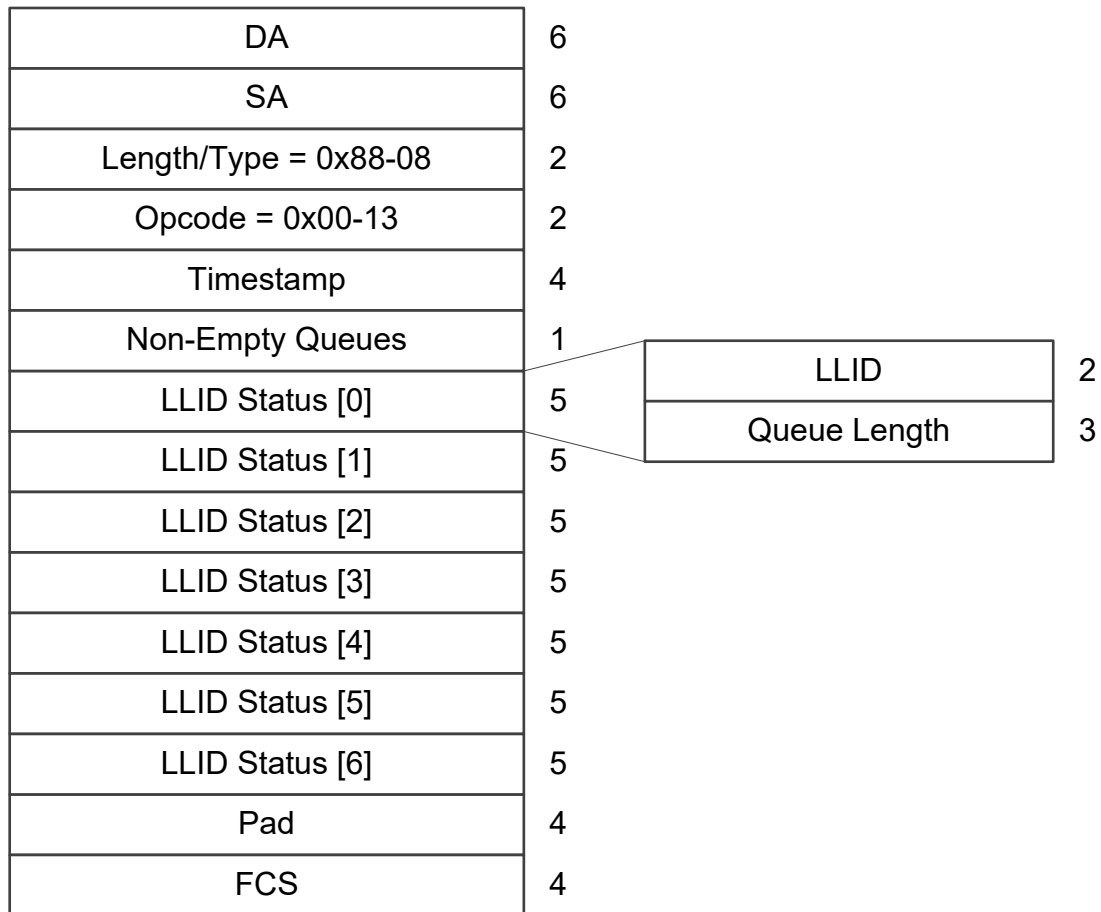 DA 6
SA 6
Length/Type = 0x88-08 2
Opcode = 0x00-13 2
Timestamp 4
Non-Empty Queues 1
LLID Status [0] 5
LLID Status [1] 5
LLID Status [2] 5
LLID Status [3] 5
LLID Status [4] 5
LLID Status [5] 5
LLID Status [6] 5
Pad 4
FCS 4
LLID 2
Queue Length 3